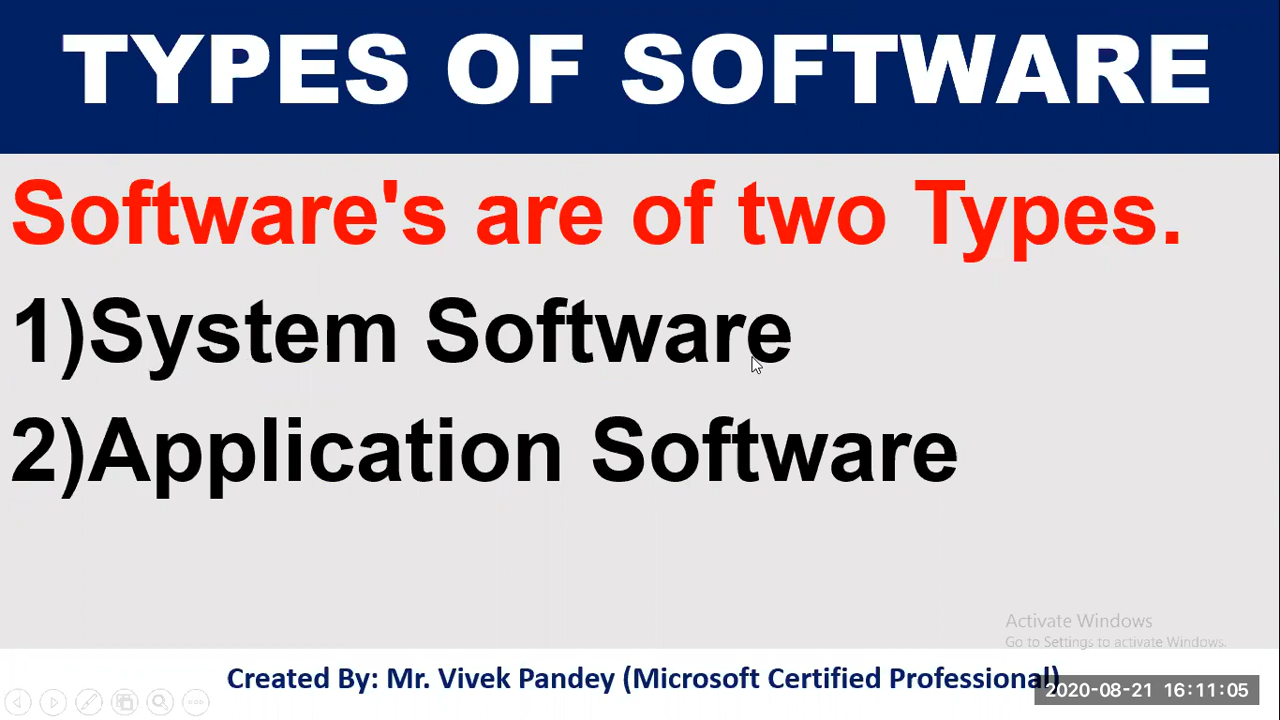 TYPES OF SOFTWARE
Software's are of two Types.
1)System Software
2)Application Software
Activate Windows
Go to Settings to activate Windows.
Created By: Mr. Vivek Pandey (Microsoft Certified Professional)
2020-08-21 16:11:05